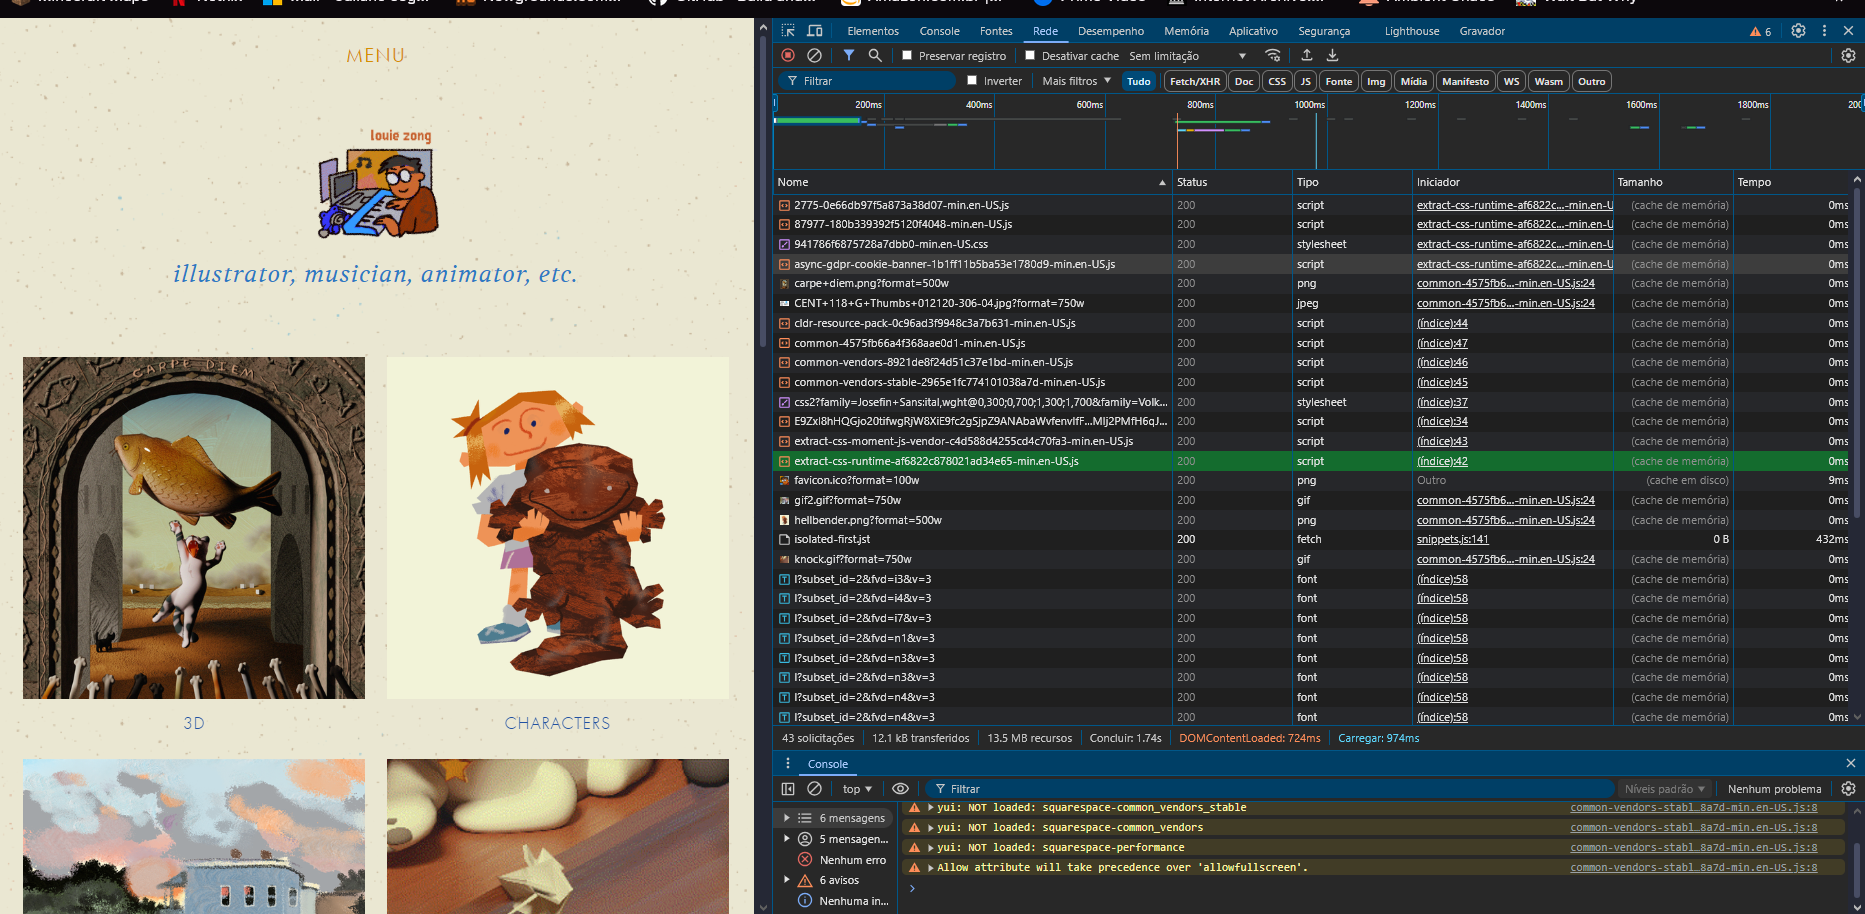 MENU
louie zong
illustrator, musician, animator, etc.
CARPE DIEM
3D
CHARACTERS
Elementos Console Fontes Rede Desempenho Memória Aplicativo Segurança Lighthouse Gravador 6
Preservar registro Desativar cache Sem limitação
Filtrar Inverter Mais filtros Tudo Fetch/XHR Doc CSS JS Fonte Img Mídia Manifesto WS Wasm Outro
200ms 400ms 600ms 800ms 1000ms 1200ms 1400ms 1600ms 1800ms 200
Nome Status Tipo Iniciador Tamanho Tempo
2775-0e66db97f5a873a38d07-min.en-US.js 200 script extract-css-runtime-af6822c...-min.en-U (cache de memória) 0ms
87977-180b339392f5120f4048-min.en-US.js 200 script extract-css-runtime-af6822c...-min.en-U (cache de memória) 0ms
941786f6875728a7dbb0-min.en-US.css 200 stylesheet extract-css-runtime-af6822c...-min.en-U (cache de memória) 0ms
async-gdpr-cookie-banner-1b1ff11b5ba53e1780d9-min.en-US.js 200 script extract-css-runtime-af6822c...-min.en-U (cache de memória) 0ms
carpe+diem.png?format=500w 200 png common-4575fb6...-min.en-US.js:24 (cache de memória) 0ms
CENT+118+G+Thumbs+012120-306-04.jpg?format=750w 200 jpeg common-4575fb6...-min.en-US.js:24 (cache de memória) 0ms
cldr-resource-pack-0c96ad3f9948c3a7b631-min.en-US.js 200 script (índice):44 (cache de memória) 0ms
common-4575fb66a4f368aae0d1-min.en-US.js 200 script (índice):47 (cache de memória) 0ms
common-vendors-8921de8f24d51c37e1bd-min.en-US.js 200 script (índice):46 (cache de memória) 0ms
common-vendors-stable-2965e1fc774101038a7d-min.en-US.js 200 script (índice):45 (cache de memória) 0ms
css2?family=Josefin+Sans:ital,wght@0,300;0,700;1,300;1,700&family=Volk... 200 stylesheet (índice):37 (cache de memória) 0ms
E9ZxI8hHQGjo20tifwgRjW8XiE9fc2gSjpZ9ANAbaWvfenvIfF...MIj2PMfH6qJ... 200 script (índice):34 (cache de memória) 0ms
extract-css-moment-js-vendor-c4d588d4255cd4c70fa3-min.en-US.js 200 script (índice):43 (cache de memória) 0ms
extract-css-runtime-af6822c878021ad34e65-min.en-US.js 200 script (índice):42 (cache de memória) 0ms
favicon.ico?format=100w 200 png Outro (cache em disco) 9ms
gif2.gif?format=750w 200 gif common-4575fb6...-min.en-US.js:24 (cache de memória) 0ms
hellbender.png?format=500w 200 png common-4575fb6...-min.en-US.js:24 (cache de memória) 0ms
isolated-first.jst 200 fetch snippets.js:141 0 B 432ms
knock.gif?format=750w 200 gif common-4575fb6...-min.en-US.js:24 (cache de memória) 0ms
l?subset_id=2&fvd=i3&v=3 200 font (índice):58 (cache de memória) 0ms
l?subset_id=2&fvd=i4&v=3 200 font (índice):58 (cache de memória) 0ms
l?subset_id=2&fvd=i7&v=3 200 font (índice):58 (cache de memória) 0ms
l?subset_id=2&fvd=n1&v=3 200 font (índice):58 (cache de memória) 0ms
l?subset_id=2&fvd=n3&v=3 200 font (índice):58 (cache de memória) 0ms
l?subset_id=2&fvd=n3&v=3 200 font (índice):58 (cache de memória) 0ms
l?subset_id=2&fvd=n4&v=3 200 font (índice):58 (cache de memória) 0ms
l?subset_id=2&fvd=n4&v=3 200 font (índice):58 (cache de memória) 0ms
43 solicitações 12.1 kB transferidos 13.5 MB recursos Concluir: 1.74s DOMContentLoaded: 724ms Carregar: 974ms
Console
top Filtrar Níveis padrão Nenhum problema
6 mensagens
5 mensagen...
Nenhum erro
6 avisos
Nenhuma in...
yui: NOT loaded: squarespace-common_vendors_stable common-vendors-stabl…8a7d-min.en-US.js:8
yui: NOT loaded: squarespace-common_vendors common-vendors-stabl…8a7d-min.en-US.js:8
yui: NOT loaded: squarespace-performance common-vendors-stabl…8a7d-min.en-US.js:8
Allow attribute will take precedence over 'allowfullscreen'. common-vendors-stabl…8a7d-min.en-US.js:8